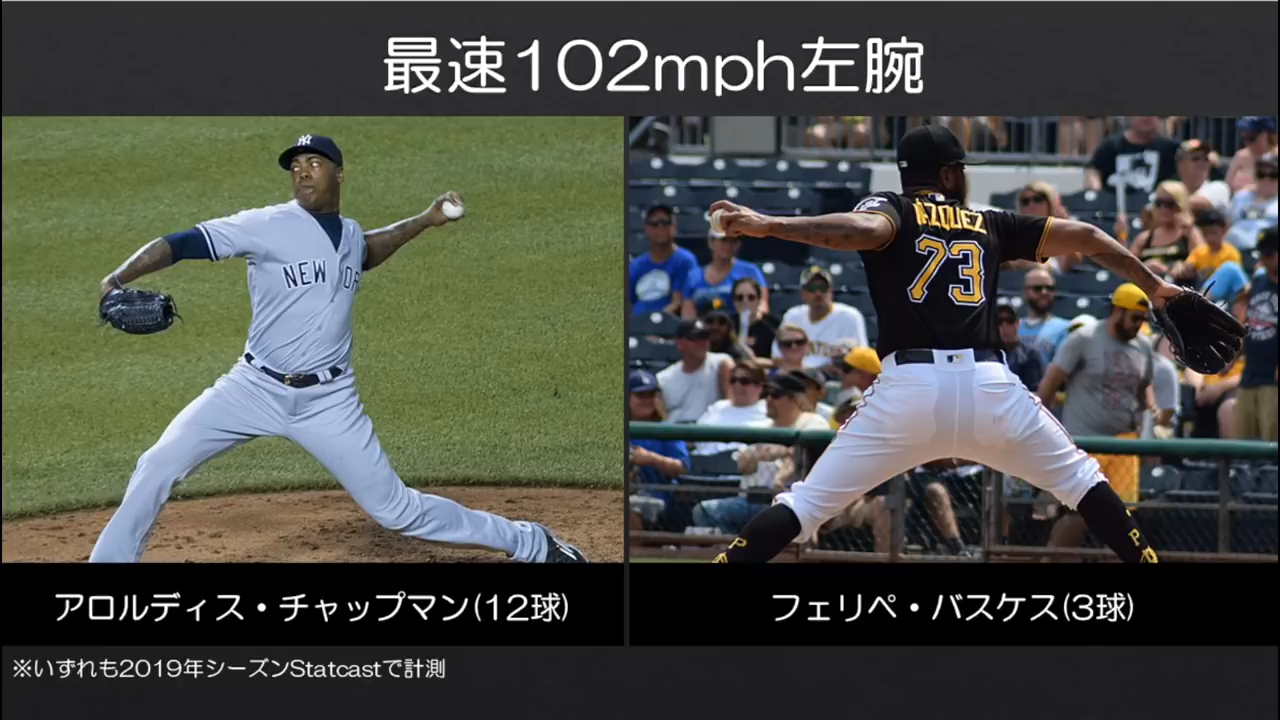 最速102mph左腕
NEW YOR
VAZQUEZ
73
アロルディス・チャップマン(12球)
フェリペ・バスケス(3球)
※いずれも2019年シーズンStatcastで計測